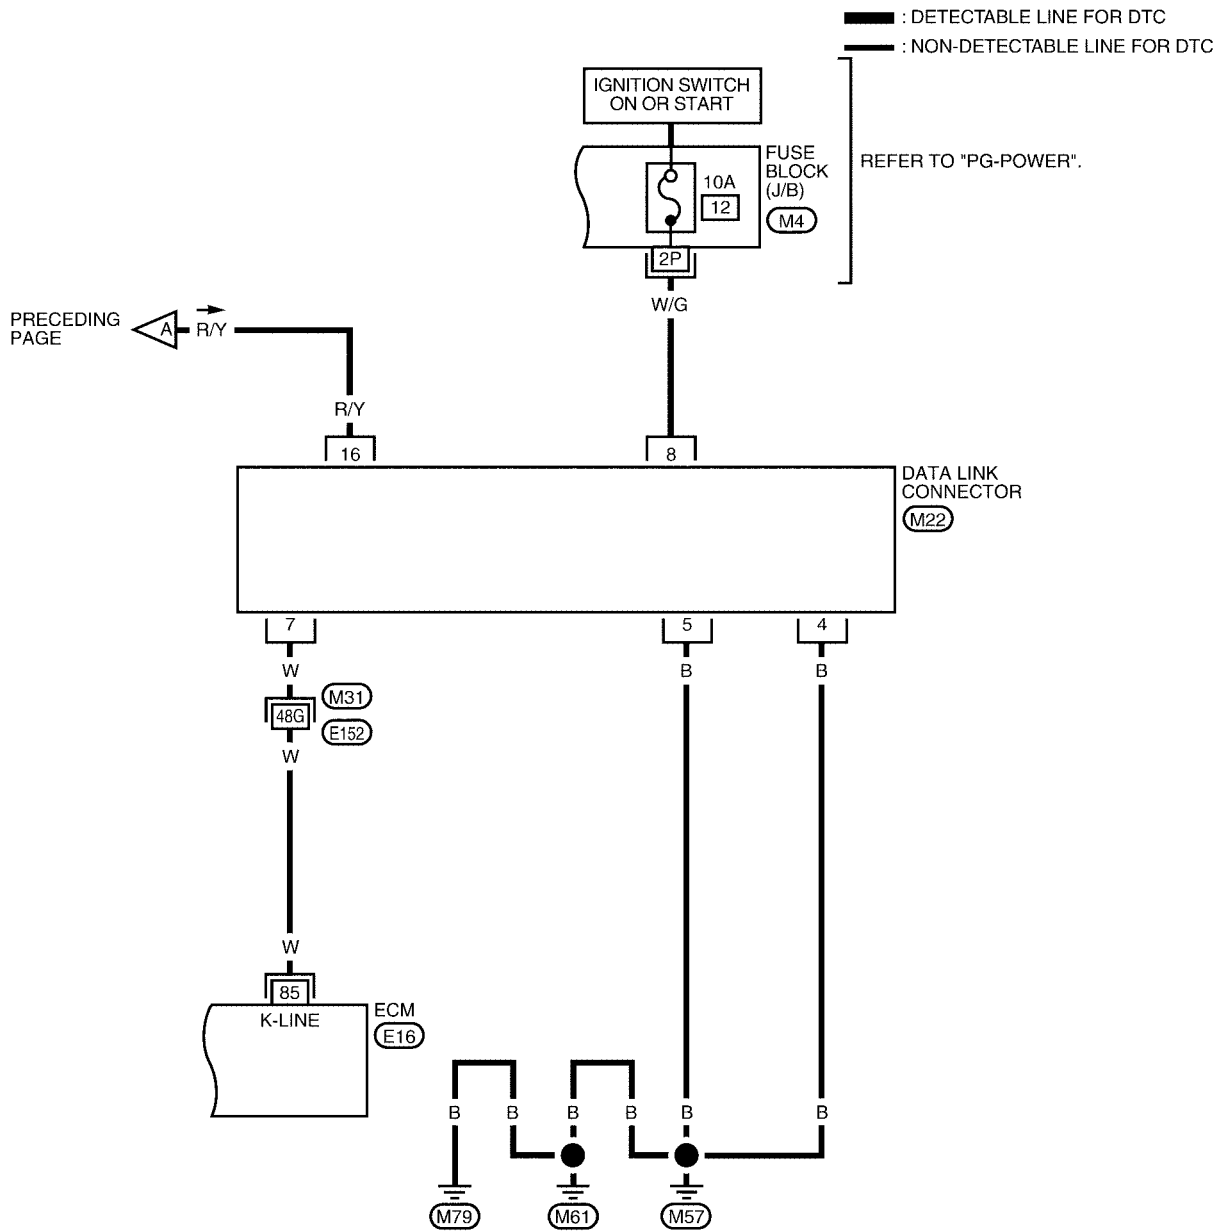 : DETECTABLE LINE FOR DTC
: NON-DETECTABLE LINE FOR DTC
IGNITION SWITCH
ON OR START
FUSE
BLOCK
(J/B)
M4
10A
12
2P
REFER TO "PG-POWER".
W/G
PRECEDING
PAGE
A
R/Y
R/Y
16
8
DATA LINK
CONNECTOR
M22
7
5
4
W
B
B
M31
48G
E152
W
W
85
K-LINE
ECM
E16
B
B
B
B
B
B
M79
M61
M57